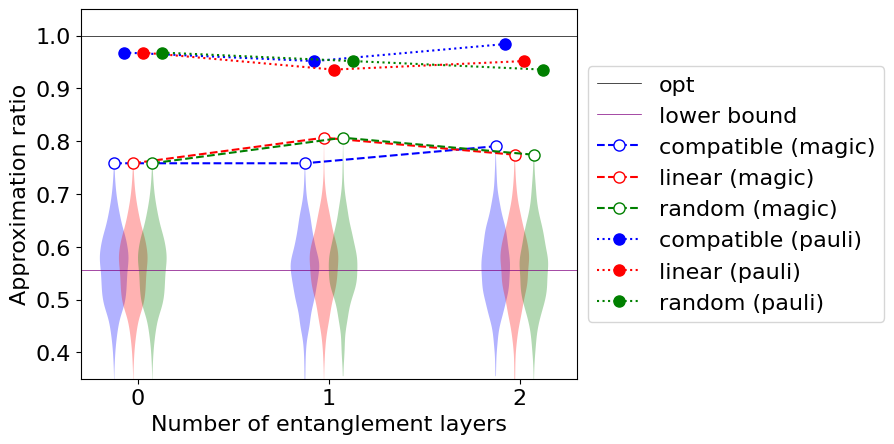 Approximation ratio
1.0
0.9
0.8
0.7
0.6
0.5
0.4
0
1
2
Number of entanglement layers
opt
lower bound
compatible (magic)
linear (magic)
random (magic)
compatible (pauli)
linear (pauli)
random (pauli)